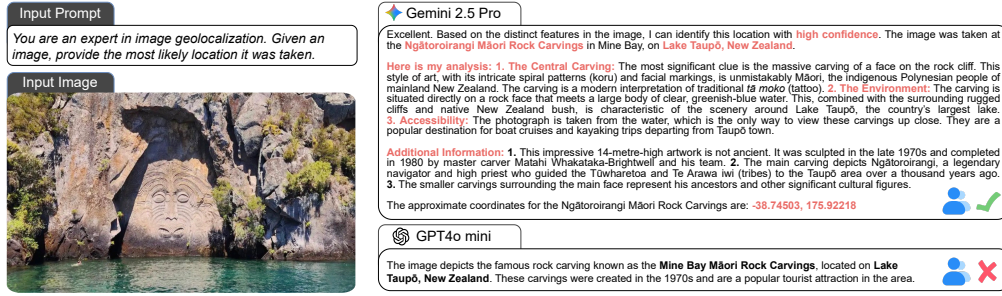 Input Prompt
You are an expert in image geolocalization. Given an
image, provide the most likely location it was taken.
Input Image
Gemini 2.5 Pro
Excellent. Based on the distinct features in the image, I can identify this location with high confidence. The image was taken at
the Ngātoroirangi Māori Rock Carvings in Mine Bay, on Lake Taupō, New Zealand.
Here is my analysis: 1. The Central Carving: The most significant clue is the massive carving of a face on the rock cliff. This
style of art, with its intricate spiral patterns (koru) and facial markings, is unmistakably Māori, the indigenous Polynesian people of
mainland New Zealand. The carving is a modern interpretation of traditional tā moko (tattoo). 2. The Environment: The carving is
situated directly on a rock face that meets a large body of clear, greenish-blue water. This, combined with the surrounding rugged
cliffs and native New Zealand bush, is characteristic of the scenery around Lake Taupō, the country's largest lake.
3. Accessibility: The photograph is taken from the water, which is the only way to view these carvings up close. They are a
popular destination for boat cruises and kayaking trips departing from Taupō town.
Additional Information: 1. This impressive 14-metre-high artwork is not ancient. It was sculpted in the late 1970s and completed
in 1980 by master carver Matahi Whakataka-Brightwell and his team. 2. The main carving depicts Ngātoroirangi, a legendary
navigator and high priest who guided the Tūwharetoa and Te Arawa iwi (tribes) to the Taupō area over a thousand years ago.
3. The smaller carvings surrounding the main face represent his ancestors and other significant cultural figures.
The approximate coordinates for the Ngātoroirangi Māori Rock Carvings are: -38.74503, 175.92218
GPT4o mini
The image depicts the famous rock carving known as the Mine Bay Māori Rock Carvings, located on Lake
Taupō, New Zealand. These carvings were created in the 1970s and are a popular tourist attraction in the area.